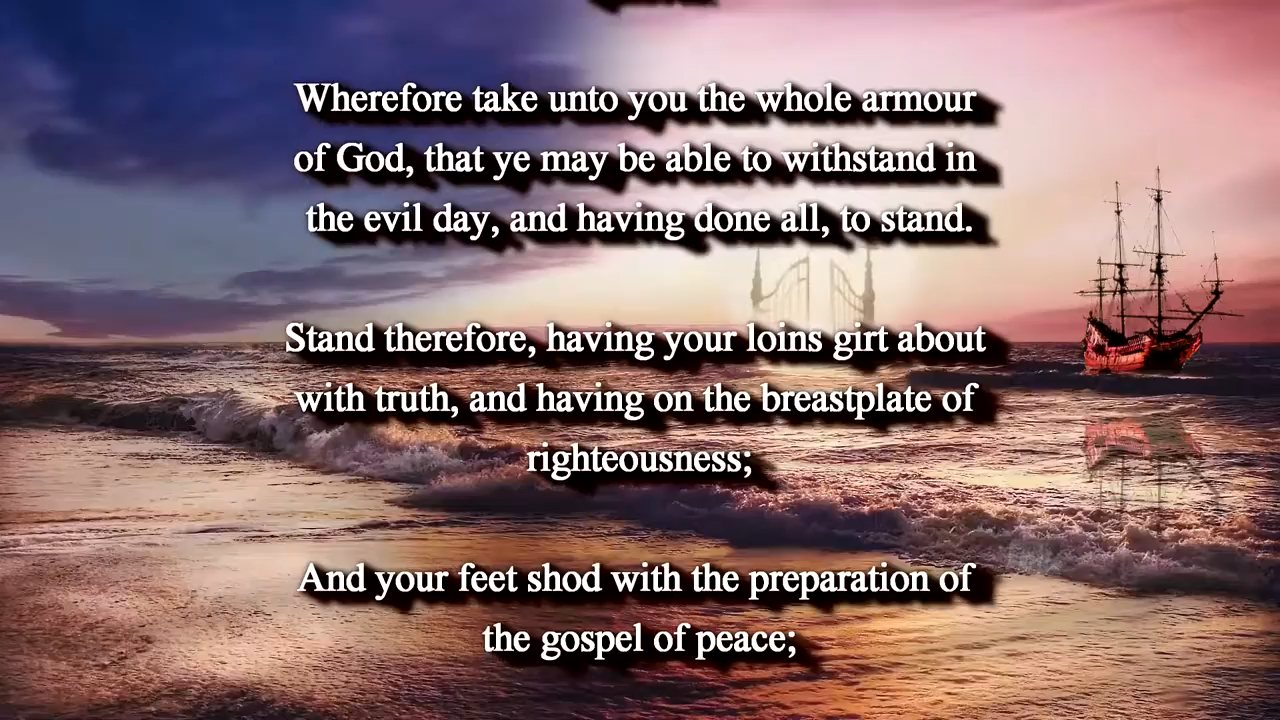 Wherefore take unto you the whole armour
of God, that ye may be able to withstand in
the evil day, and having done all, to stand.
Stand therefore, having your loins girt about
with truth, and having on the breastplate of
righteousness;
And your feet shod with the preparation of
the gospel of peace;